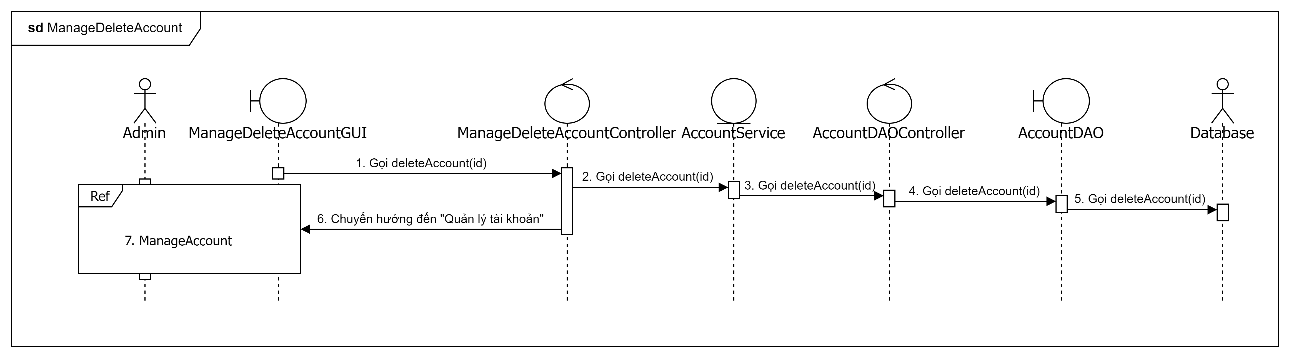 sd ManageDeleteAccount
Admin
ManageDeleteAccountGUI
ManageDeleteAccountController
AccountService
AccountDAOController
AccountDAO
Database
1. Gọi deleteAccount(id)
2. Gọi deleteAccount(id)
3. Gọi deleteAccount(id)
4. Gọi deleteAccount(id)
5. Gọi deleteAccount(id)
Ref
6. Chuyển hướng đến "Quản lý tài khoản"
7. ManageAccount